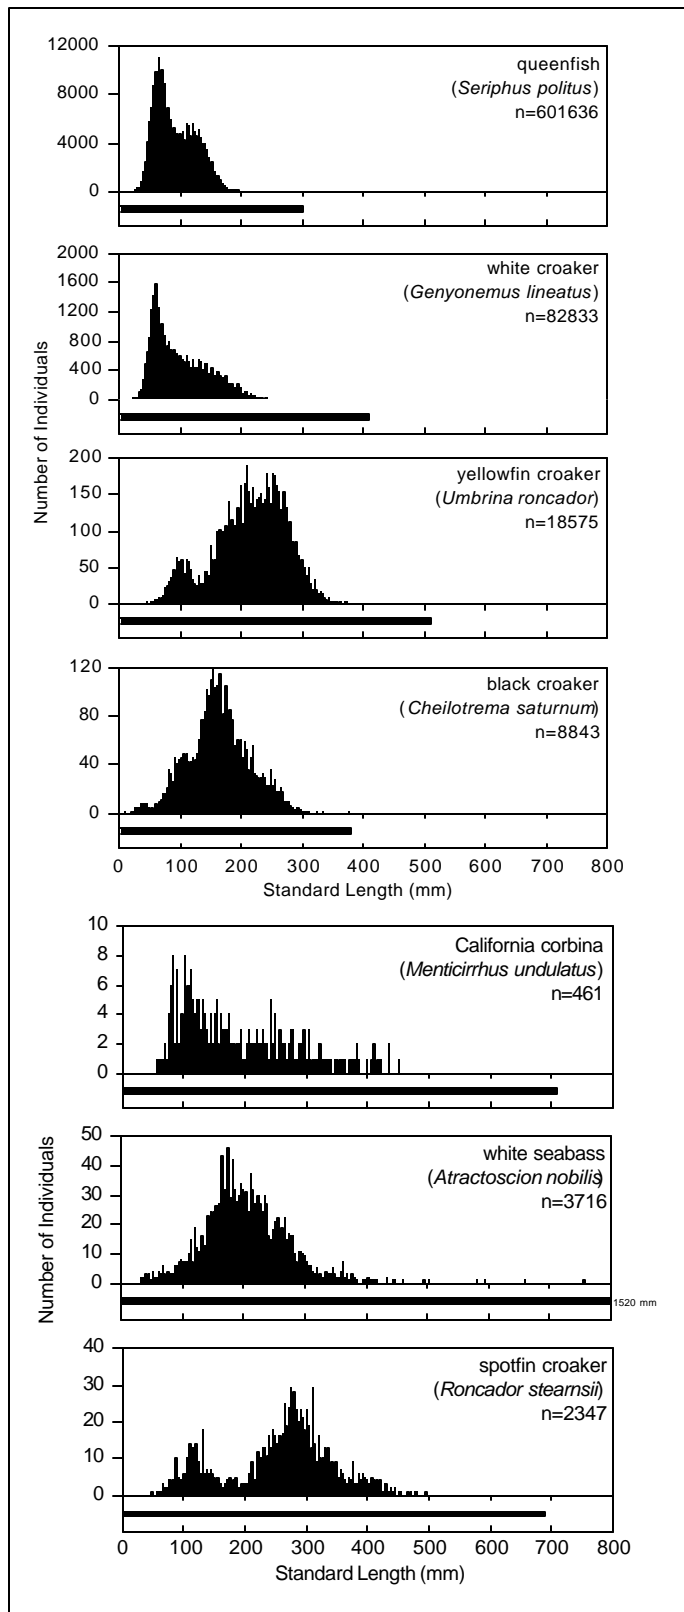 Number of Individuals
12000
8000
4000
0
queenfish
(Seriphus politus)
n=601636
2000
1600
1200
800
400
0
white croaker
(Genyonemus lineatus)
n=82833
200
150
100
50
0
yellowfin croaker
(Umbrina roncador)
n=18575
120
80
40
0
black croaker
(Cheilotrema saturnum)
n=8843
0 100 200 300 400 500 600 700 800
Standard Length (mm)
Number of Individuals
10
8
6
4
2
0
California corbina
(Menticirrhus undulatus)
n=461
50
40
30
20
10
0
white seabass
(Atractoscion nobilis)
n=3716
1520 mm
40
30
20
10
0
spotfin croaker
(Roncador stearnsii)
n=2347
0 100 200 300 400 500 600 700 800
Standard Length (mm)